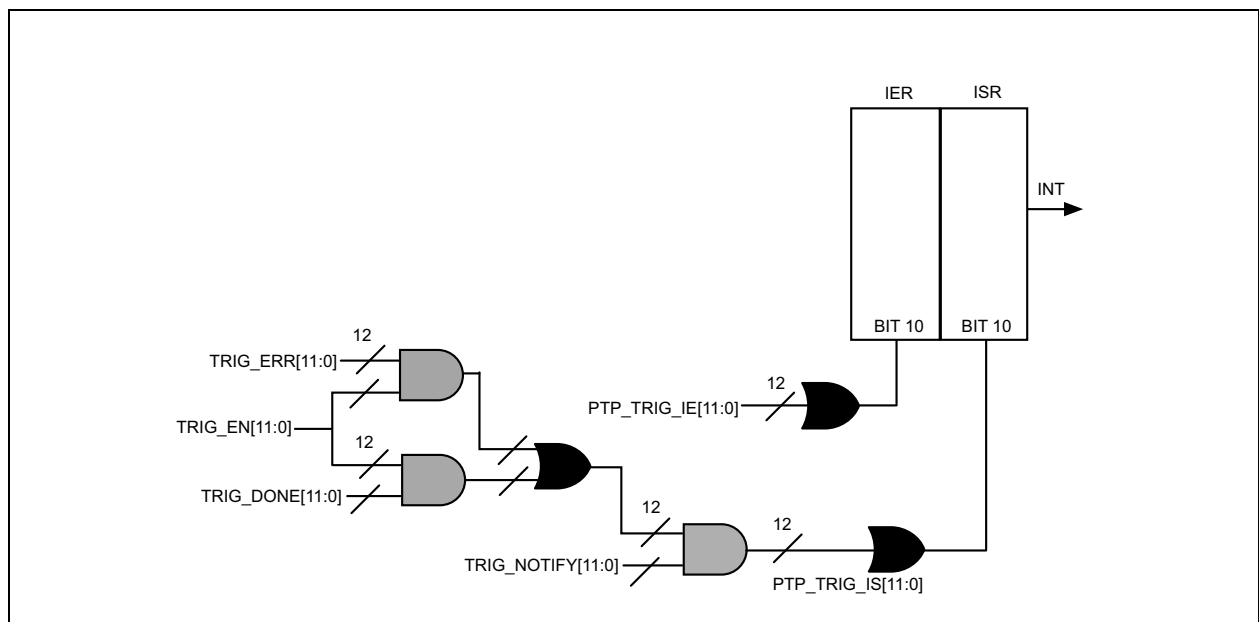 IER ISR
INT
BIT 10 BIT 10
12
TRIG_ERR[11:0]
12
PTP_TRIG_IE[11:0]
TRIG_EN[11:0]
12
TRIG_DONE[11:0]
12
12
TRIG_NOTIFY[11:0]
PTP_TRIG_IS[11:0]